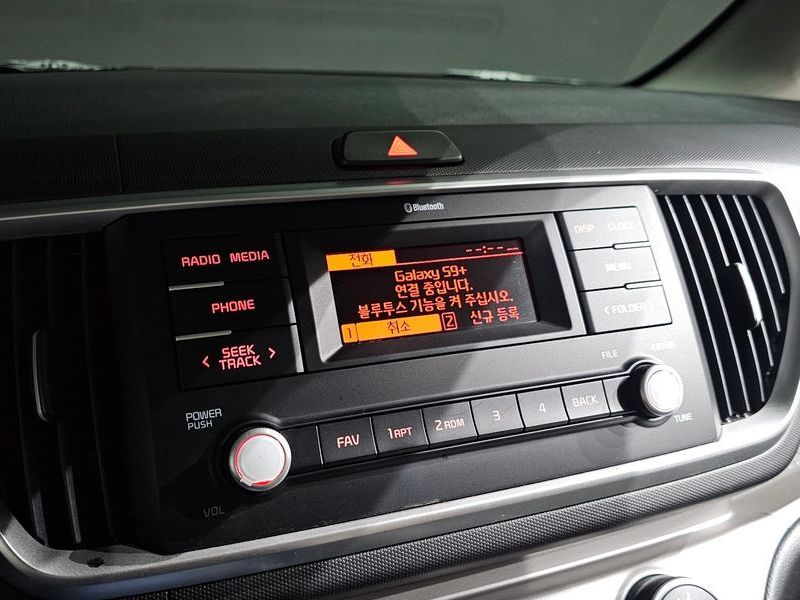 Bluetooth
RADIO MEDIA
PHONE
< SEEK TRACK >
전화
--:--
Galaxy S9+
연결 중입니다.
블루투스 기능을 켜 주십시오.
1 취소 2 신규 등록
DISP CLOCK
MENU
< FOLDER >
FILE
ENTER
POWER
PUSH
FAV 1 RPT 2 RDM 3 4 BACK
TUNE
VOL